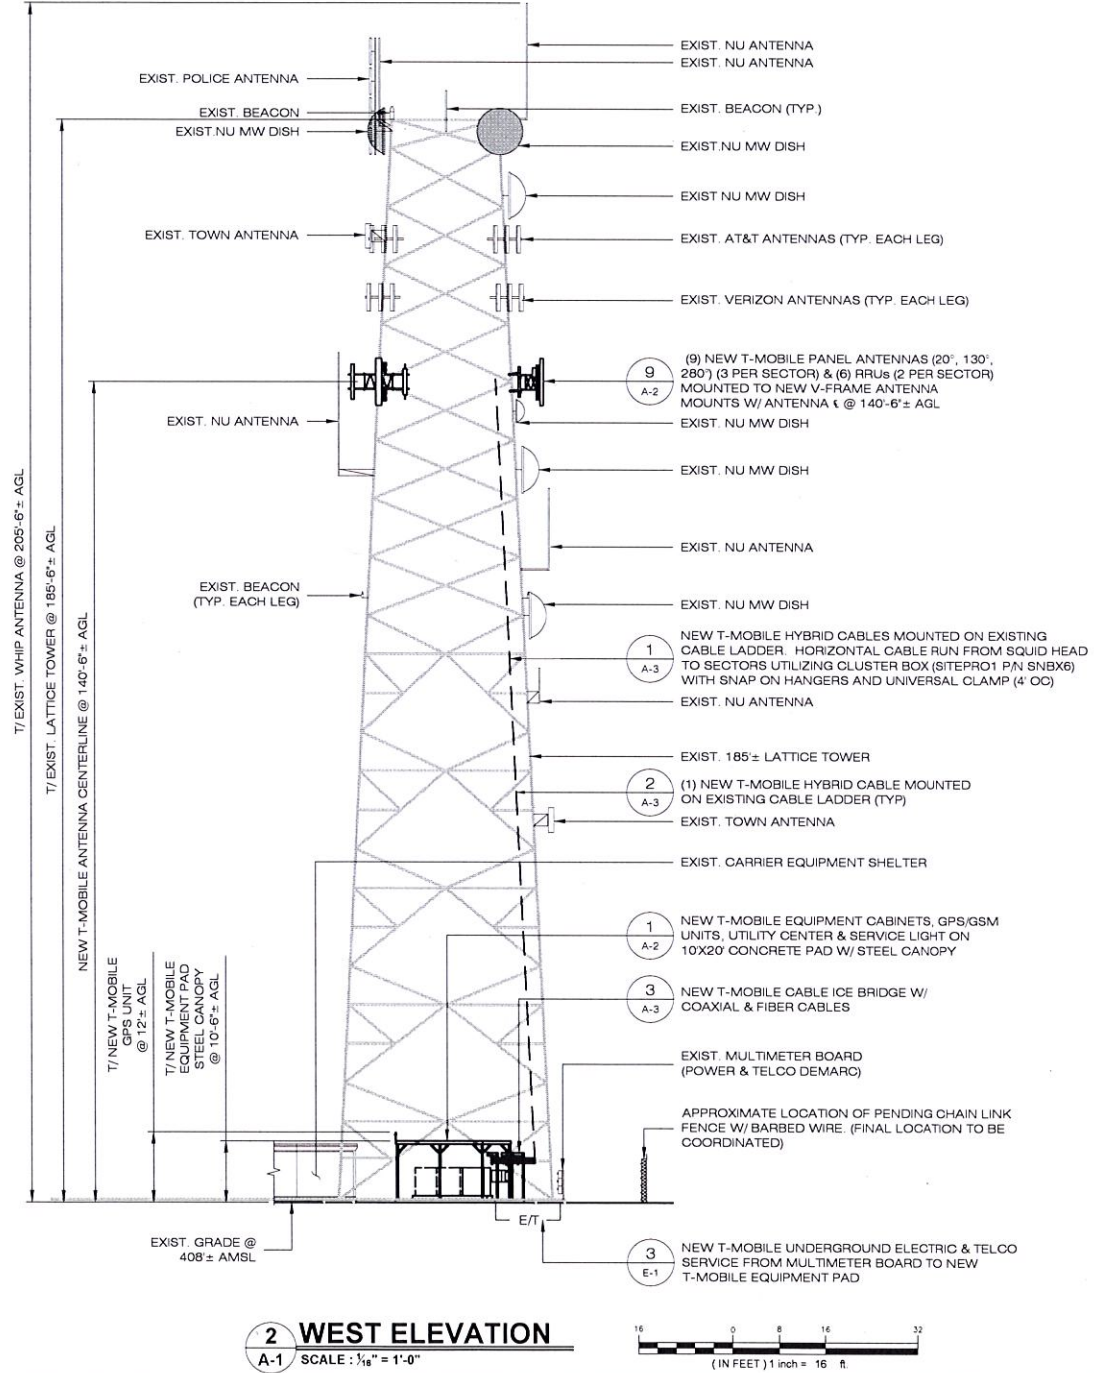 EXIST. NU ANTENNA
EXIST. NU ANTENNA
EXIST. POLICE ANTENNA
EXIST. BEACON
EXIST. BEACON (TYP.)
EXIST.NU MW DISH
EXIST.NU MW DISH
EXIST NU MW DISH
EXIST. TOWN ANTENNA
EXIST. AT&T ANTENNAS (TYP. EACH LEG)
EXIST. VERIZON ANTENNAS (TYP. EACH LEG)
9
A-2
(9) NEW T-MOBILE PANEL ANTENNAS (20°, 130°,
280°) (3 PER SECTOR) & (6) RRUs (2 PER SECTOR)
MOUNTED TO NEW V-FRAME ANTENNA
MOUNTS W/ ANTENNA ℄ @ 140'-6"± AGL
EXIST. NU ANTENNA
EXIST. NU MW DISH
EXIST. NU MW DISH
EXIST. NU ANTENNA
EXIST. BEACON
(TYP. EACH LEG)
EXIST. NU MW DISH
1
A-3
NEW T-MOBILE HYBRID CABLES MOUNTED ON EXISTING
CABLE LADDER. HORIZONTAL CABLE RUN FROM SQUID HEAD
TO SECTORS UTILIZING CLUSTER BOX (SITEPRO1 P/N SNBX6)
WITH SNAP ON HANGERS AND UNIVERSAL CLAMP (4' OC)
EXIST. NU ANTENNA
EXIST. 185'± LATTICE TOWER
2
A-3
(1) NEW T-MOBILE HYBRID CABLE MOUNTED
ON EXISTING CABLE LADDER (TYP)
EXIST. TOWN ANTENNA
EXIST. CARRIER EQUIPMENT SHELTER
1
A-2
NEW T-MOBILE EQUIPMENT CABINETS, GPS/GSM
UNITS, UTILITY CENTER & SERVICE LIGHT ON
10'X20' CONCRETE PAD W/ STEEL CANOPY
3
A-3
NEW T-MOBILE CABLE ICE BRIDGE W/
COAXIAL & FIBER CABLES
EXIST. MULTIMETER BOARD
(POWER & TELCO DEMARC)
APPROXIMATE LOCATION OF PENDING CHAIN LINK
FENCE W/ BARBED WIRE. (FINAL LOCATION TO BE
COORDINATED)
T/ EXIST. WHIP ANTENNA @ 205'-6"± AGL
T/ EXIST. LATTICE TOWER @ 185'-6"± AGL
NEW T-MOBILE ANTENNA CENTERLINE @ 140'-6"± AGL
T/ NEW T-MOBILE
GPS UNIT
@ 12'± AGL
T/ NEW T-MOBILE
EQUIPMENT PAD
STEEL CANOPY
@ 10'-6"± AGL
E/T
EXIST. GRADE @
408'± AMSL
3
E-1
NEW T-MOBILE UNDERGROUND ELECTRIC & TELCO
SERVICE FROM MULTIMETER BOARD TO NEW
T-MOBILE EQUIPMENT PAD
2
A-1
WEST ELEVATION
SCALE : 1/16" = 1'-0"
16 0 8 16 32
( IN FEET ) 1 inch = 16 ft.